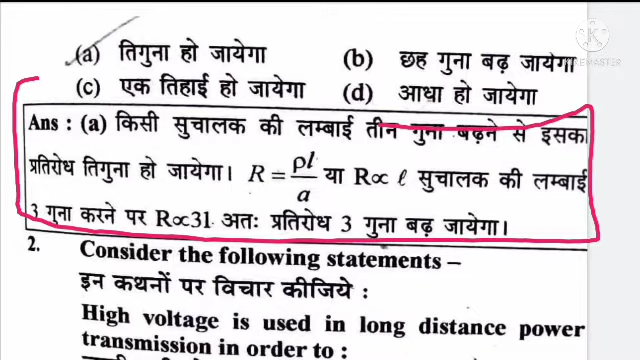 (a) तिगुना हो जायेगा (b) छह गुना बढ़ जायेगा
(c) एक तिहाई हो जायेगा (d) आधा हो जायेगा
Ans : (a) किसी सुचालक की लम्बाई तीन गुना बढ़ने से इसका
प्रतिरोध तिगुना हो जायेगा। R = ρl/a या R∝ ℓ सुचालक की लम्बाई
3 गुना करने पर R∝3l अतः प्रतिरोध 3 गुना बढ़ जायेगा।
2. Consider the following statements –
इन कथनों पर विचार कीजिये :
High voltage is used in long distance power
transmission in order to :